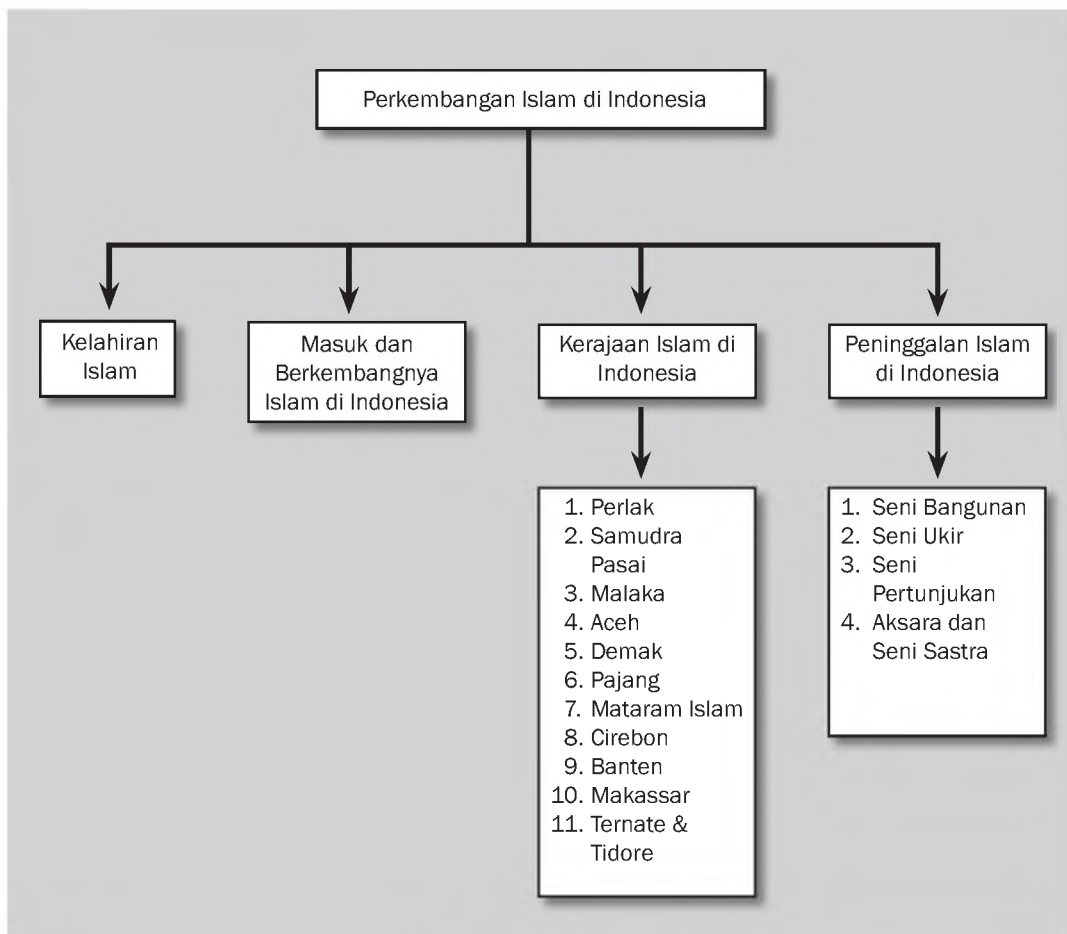 Perkembangan Islam di Indonesia
Kelahiran
Islam
Masuk dan
Berkembangnya
Islam di Indonesia
Kerajaan Islam di
Indonesia
Peninggalan Islam
di Indonesia
1. Perlak
2. Samudra
Pasai
3. Malaka
4. Aceh
5. Demak
6. Pajang
7. Mataram Islam
8. Cirebon
9. Banten
10. Makassar
11. Ternate &
Tidore
1. Seni Bangunan
2. Seni Ukir
3. Seni
Pertunjukan
4. Aksara dan
Seni Sastra